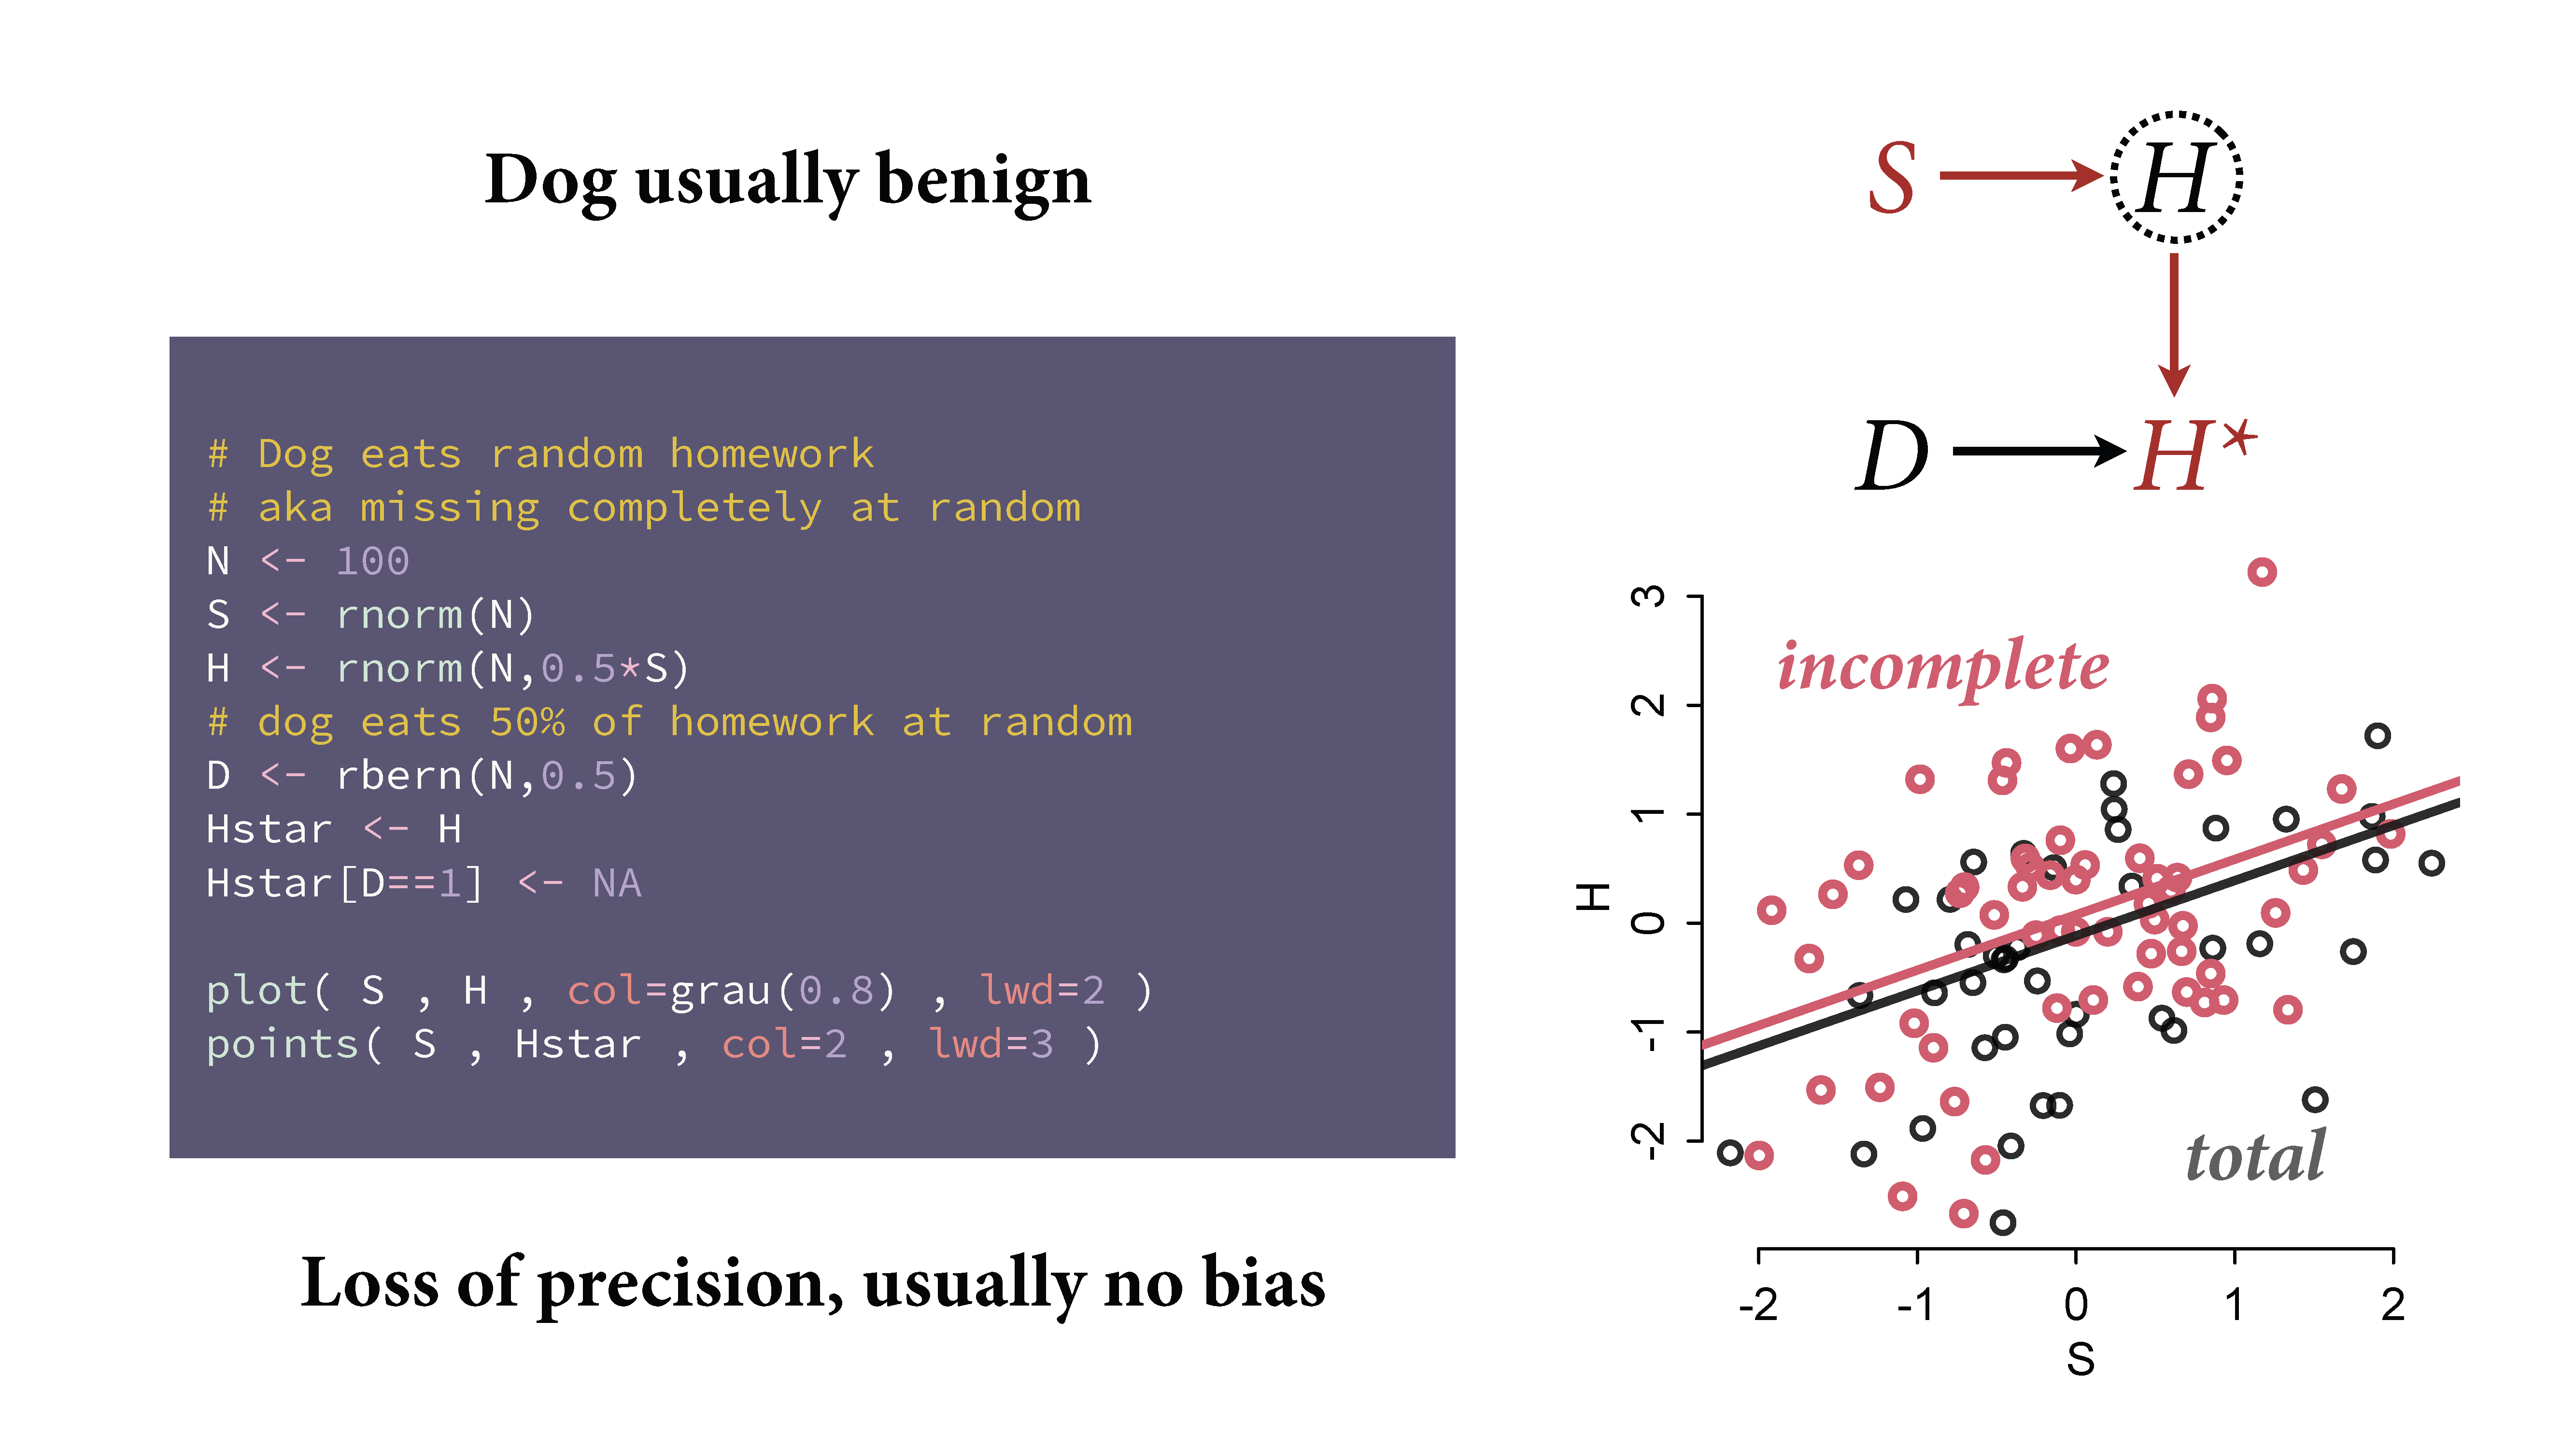 Dog usually benign
# Dog eats random homework
# aka missing completely at random
N <- 100
S <- rnorm(N)
H <- rnorm(N,0.5*S)
# dog eats 50% of homework at random
D <- rbern(N,0.5)
Hstar <- H
Hstar[D==1] <- NA
plot( S , H , col=grau(0.8) , lwd=2 )
points( S , Hstar , col=2 , lwd=3 )
Loss of precision, usually no bias
S H
D H*
incomplete
total
H
3
2
1
0
-1
-2
-2 -1 0 1 2
S